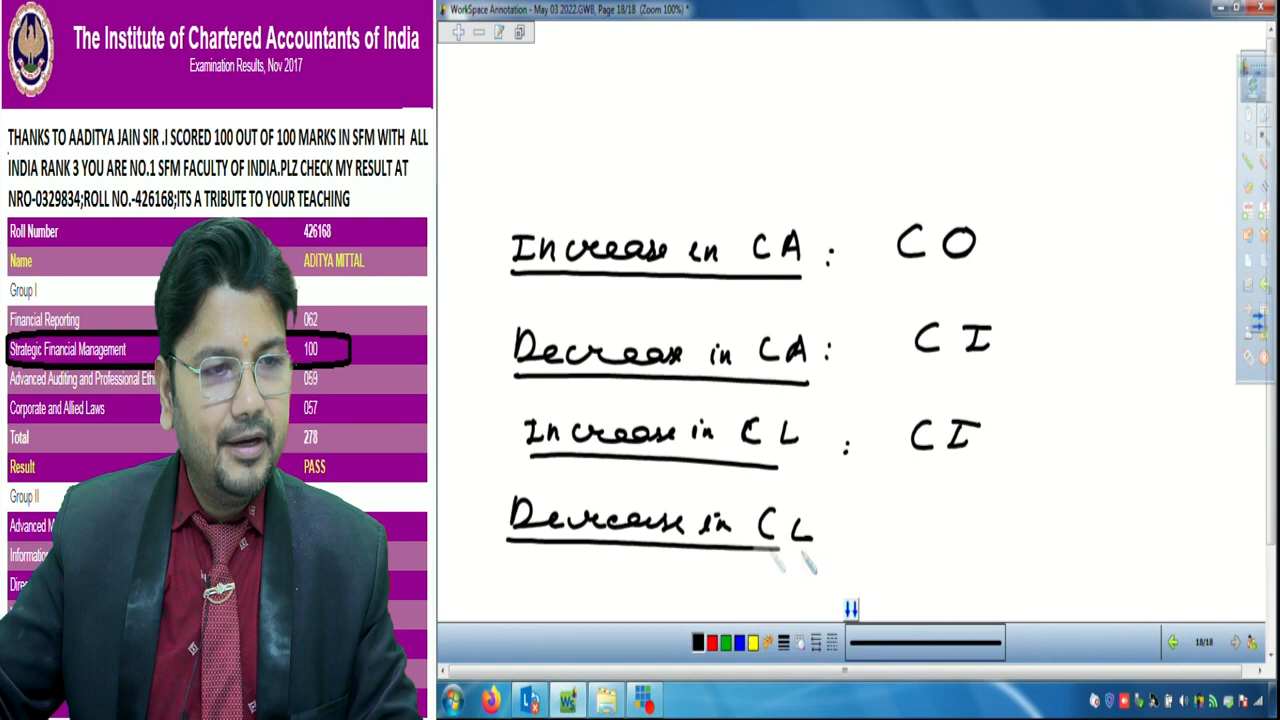 The Institute of Chartered Accountants of India
Examination Results, Nov 2017
THANKS TO AADITYA JAIN SIR .I SCORED 100 OUT OF 100 MARKS IN SFM WITH ALL
INDIA RANK 3 YOU ARE NO.1 SFM FACULTY OF INDIA.PLZ CHECK MY RESULT AT
NRO-0329834;ROLL NO.-426168;ITS A TRIBUTE TO YOUR TEACHING
Roll Number 426168
Name ADITYA MITTAL
Group I
Financial Reporting 062
Strategic Financial Management 100
Advanced Auditing and Professional Eth 059
Corporate and Allied Laws 057
Total 278
Result PASS
Group II
Advanced M
Information
Dire
WorkSpace Annotation - May 03 2022.GWB, Page 18/18 (Zoom 100%) *
Increase in CA : CO
Decrease in CA : CI
Increase in CL : CI
Decrease in CL
18/18